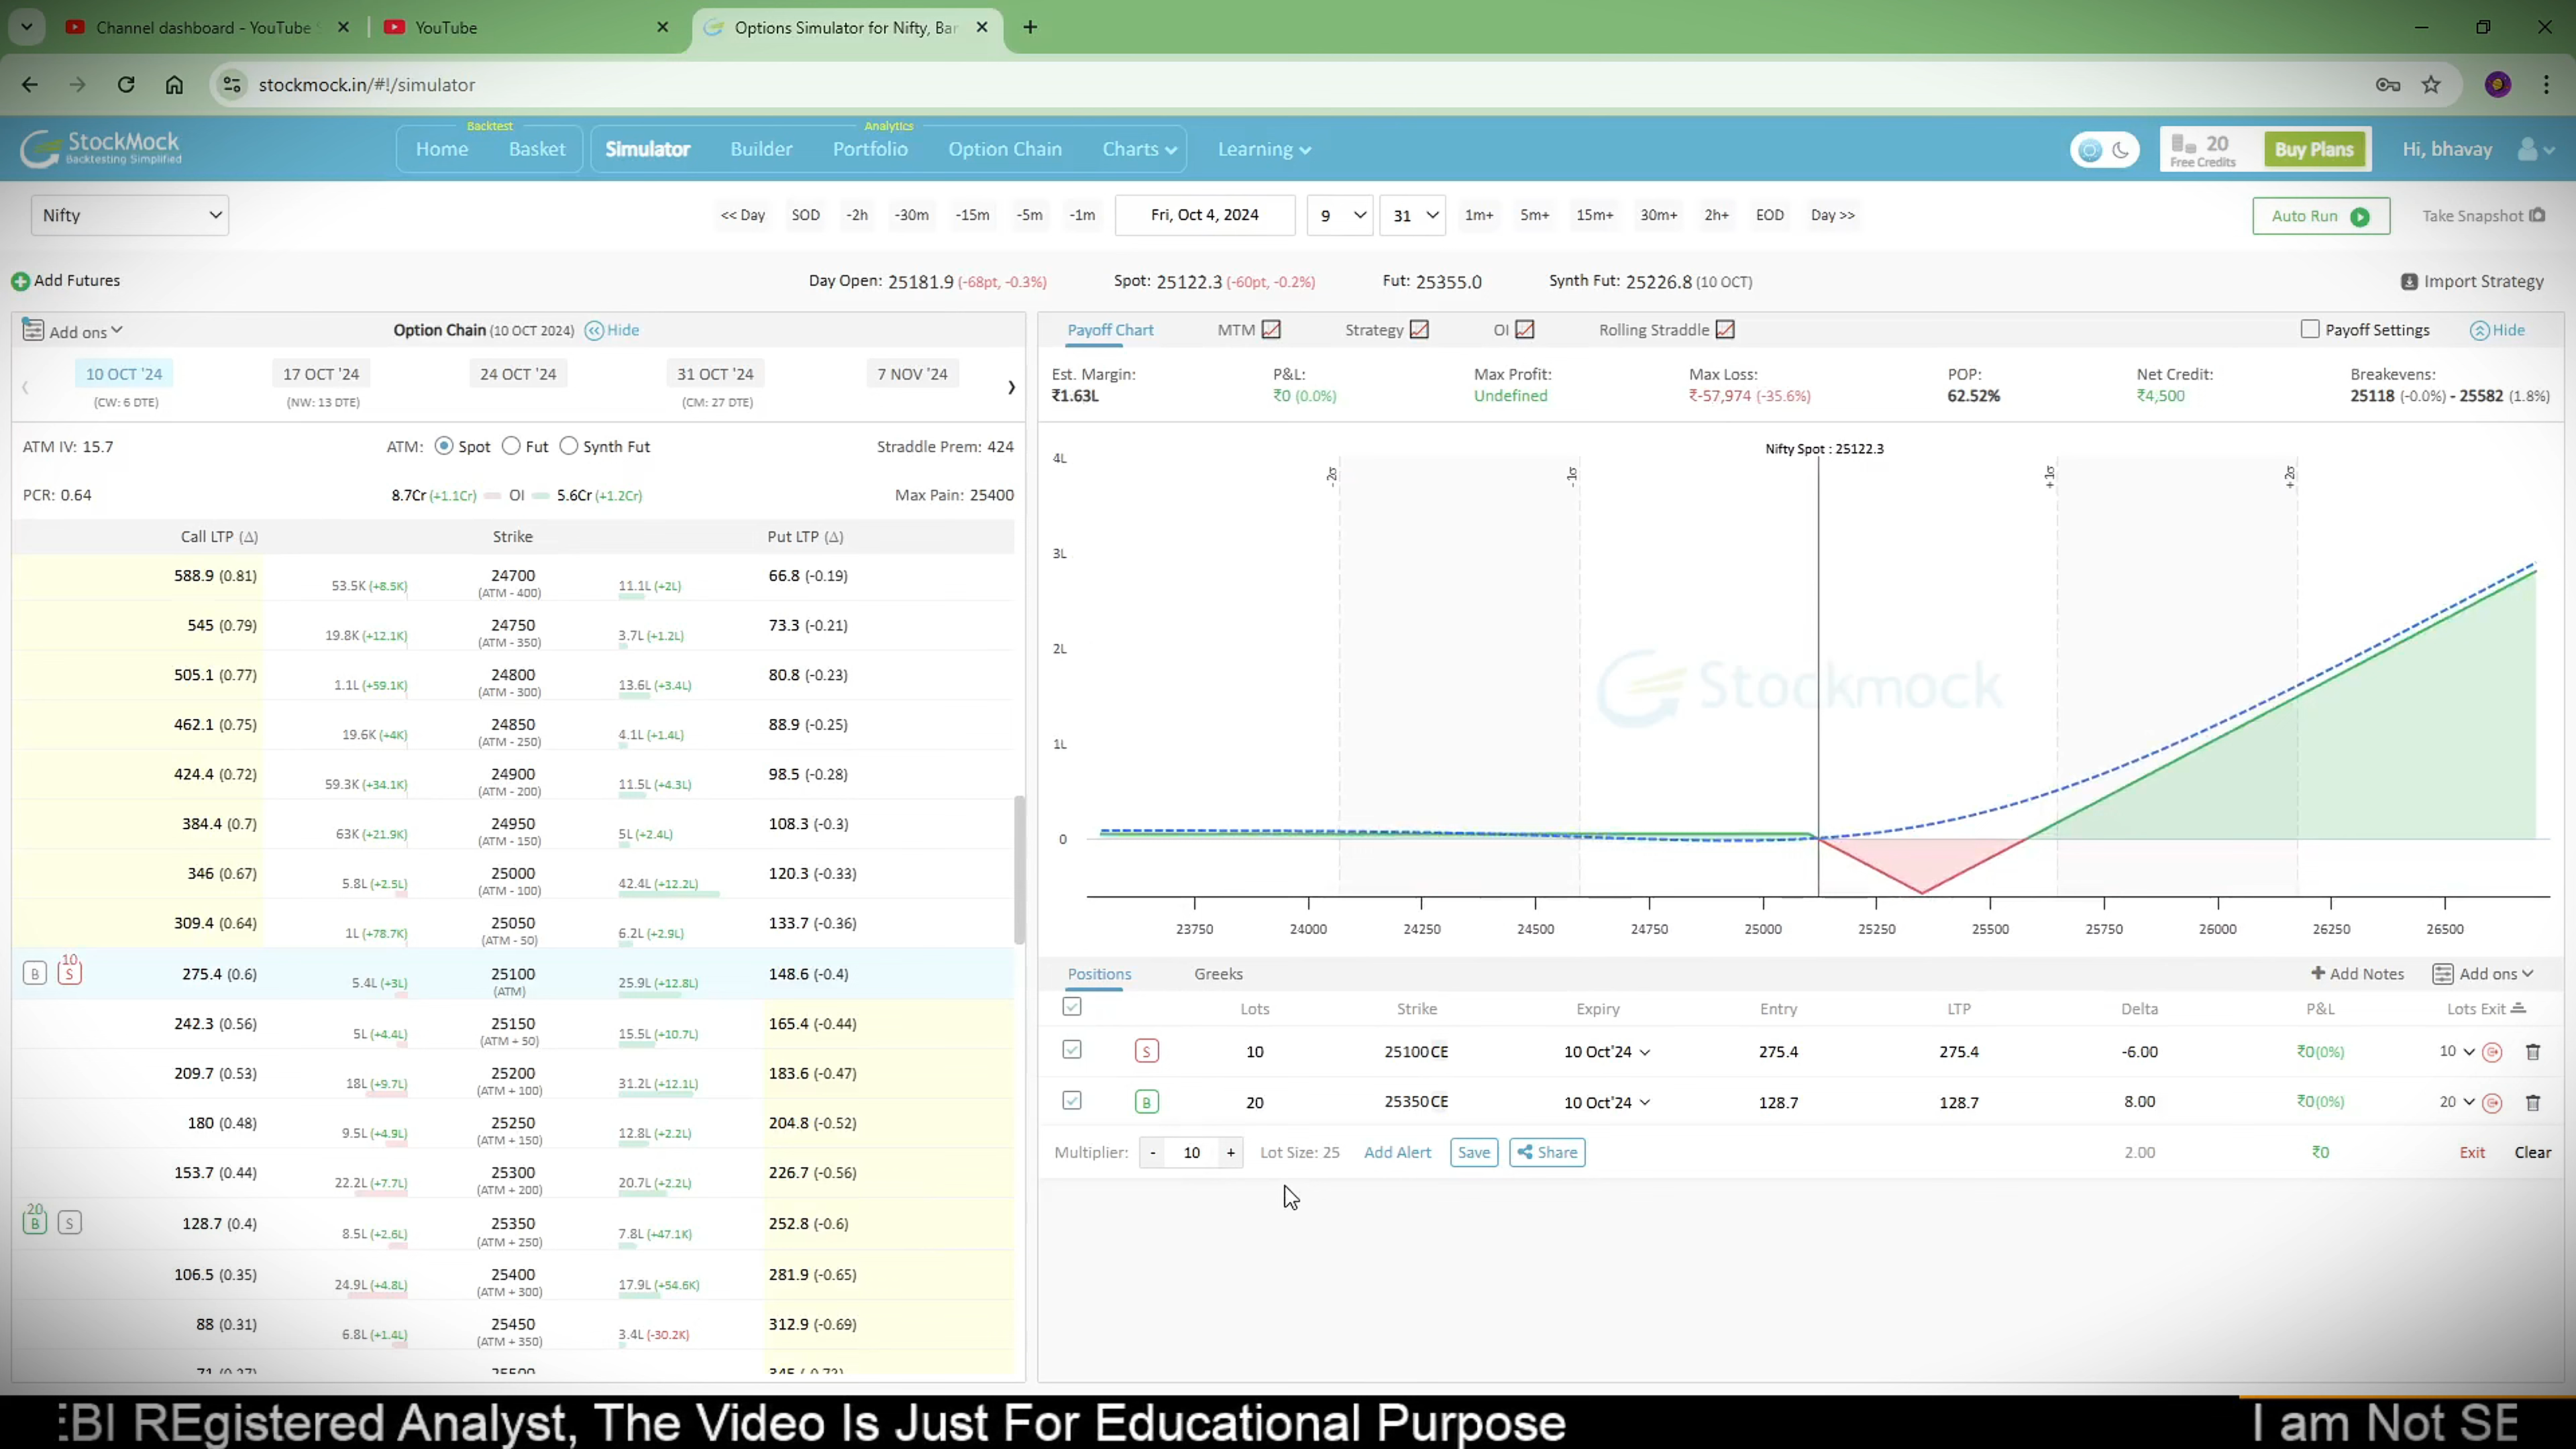 Channel dashboard - YouTube S
YouTube
Options Simulator for Nifty, Ban
stockmock.in/#!/simulator
StockMock
Backtesting Simplified
Backtest
Home
Basket
Analytics
Simulator
Builder
Portfolio
Option Chain
Charts
Learning
20
Free Credits
Buy Plans
Hi, bhavay
Nifty
<< Day
SOD
-2h
-30m
-15m
-5m
-1m
Fri, Oct 4, 2024
9
31
1m+
5m+
15m+
30m+
2h+
EOD
Day >>
Auto Run
Take Snapshot
Add Futures
Day Open: 25181.9 (-68pt, -0.3%)
Spot: 25122.3 (-60pt, -0.2%)
Fut: 25355.0
Synth Fut: 25226.8 (10 OCT)
Import Strategy
Add ons
Option Chain (10 OCT 2024)
Hide
10 OCT '24
(CW: 6 DTE)
17 OCT '24
(NW: 13 DTE)
24 OCT '24
31 OCT '24
(CM: 27 DTE)
7 NOV '24
ATM IV: 15.7
ATM: Spot Fut Synth Fut
Straddle Prem: 424
PCR: 0.64
8.7Cr (+1.1Cr) OI 5.6Cr (+1.2Cr)
Max Pain: 25400
Call LTP (Δ) Strike Put LTP (Δ)
588.9 (0.81) 53.5K (+8.5K) 24700 11.1L (+2L) 66.8 (-0.19)
(ATM - 400)
545 (0.79) 19.8K (+12.1K) 24750 3.7L (+1.2L) 73.3 (-0.21)
(ATM - 350)
505.1 (0.77) 1.1L (+59.1K) 24800 13.6L (+3.4L) 80.8 (-0.23)
(ATM - 300)
462.1 (0.75) 19.6K (+4K) 24850 4.1L (+1.4L) 88.9 (-0.25)
(ATM - 250)
424.4 (0.72) 59.3K (+34.1K) 24900 11.5L (+4.3L) 98.5 (-0.28)
(ATM - 200)
384.4 (0.7) 63K (+21.9K) 24950 5L (+2.4L) 108.3 (-0.3)
(ATM - 150)
346 (0.67) 5.8L (+2.5L) 25000 42.4L (+12.2L) 120.3 (-0.33)
(ATM - 100)
309.4 (0.64) 1L (+78.7K) 25050 6.2L (+2.9L) 133.7 (-0.36)
(ATM - 50)
B 10 S 275.4 (0.6) 5.4L (+3L) 25100 25.9L (+12.8L) 148.6 (-0.4)
(ATM)
242.3 (0.56) 5L (+4.4L) 25150 15.5L (+10.7L) 165.4 (-0.44)
(ATM + 50)
209.7 (0.53) 18L (+9.7L) 25200 31.2L (+12.1L) 183.6 (-0.47)
(ATM + 100)
180 (0.48) 9.5L (+4.9L) 25250 12.8L (+2.2L) 204.8 (-0.52)
(ATM + 150)
153.7 (0.44) 22.2L (+7.7L) 25300 20.7L (+2.2L) 226.7 (-0.56)
(ATM + 200)
20 B S 128.7 (0.4) 8.5L (+2.6L) 25350 7.8L (+47.1K) 252.8 (-0.6)
(ATM + 250)
106.5 (0.35) 24.9L (+4.8L) 25400 17.9L (+54.6K) 281.9 (-0.65)
(ATM + 300)
88 (0.31) 6.8L (+1.4L) 25450 3.4L (-30.2K) 312.9 (-0.69)
(ATM + 350)
Payoff Chart
MTM
Strategy
OI
Rolling Straddle
Payoff Settings
Hide
Est. Margin: P&L: Max Profit: Max Loss: POP: Net Credit: Breakevens:
₹1.63L ₹0 (0.0%) Undefined ₹-57,974 (-35.6%) 62.52% ₹4,500 25118 (-0.0%) - 25582 (1.8%)
Nifty Spot : 25122.3
4L
-2σ
-1σ
+1σ
+2σ
3L
2L
Stockmock
1L
0
23750 24000 24250 24500 24750 25000 25250 25500 25750 26000 26250 26500
Positions
Greeks
Add Notes
Add ons
Lots Strike Expiry Entry LTP Delta P&L Lots Exit
S 10 25100CE 10 Oct'24 275.4 275.4 -6.00 ₹0(0%) 10
B 20 25350CE 10 Oct'24 128.7 128.7 8.00 ₹0(0%) 20
Multiplier: - 10 + Lot Size: 25 Add Alert Save Share 2.00 ₹0 Exit Clear
EBI REgistered Analyst, The Video Is Just For Educational Purpose
I am Not SE